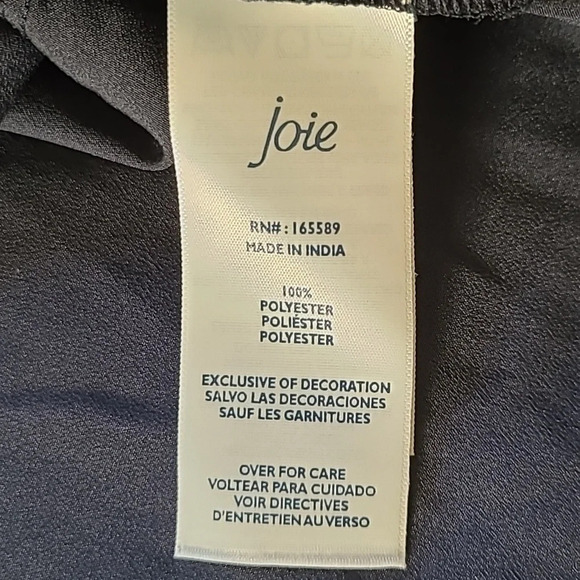 joie
RN#: 165589
MADE IN INDIA
100%
POLYESTER
POLIÉSTER
POLYESTER
EXCLUSIVE OF DECORATION
SALVO LAS DECORACIONES
SAUF LES GARNITURES
OVER FOR CARE
VOLTEAR PARA CUIDADO
VOIR DIRECTIVES
D'ENTRETIEN AU VERSO